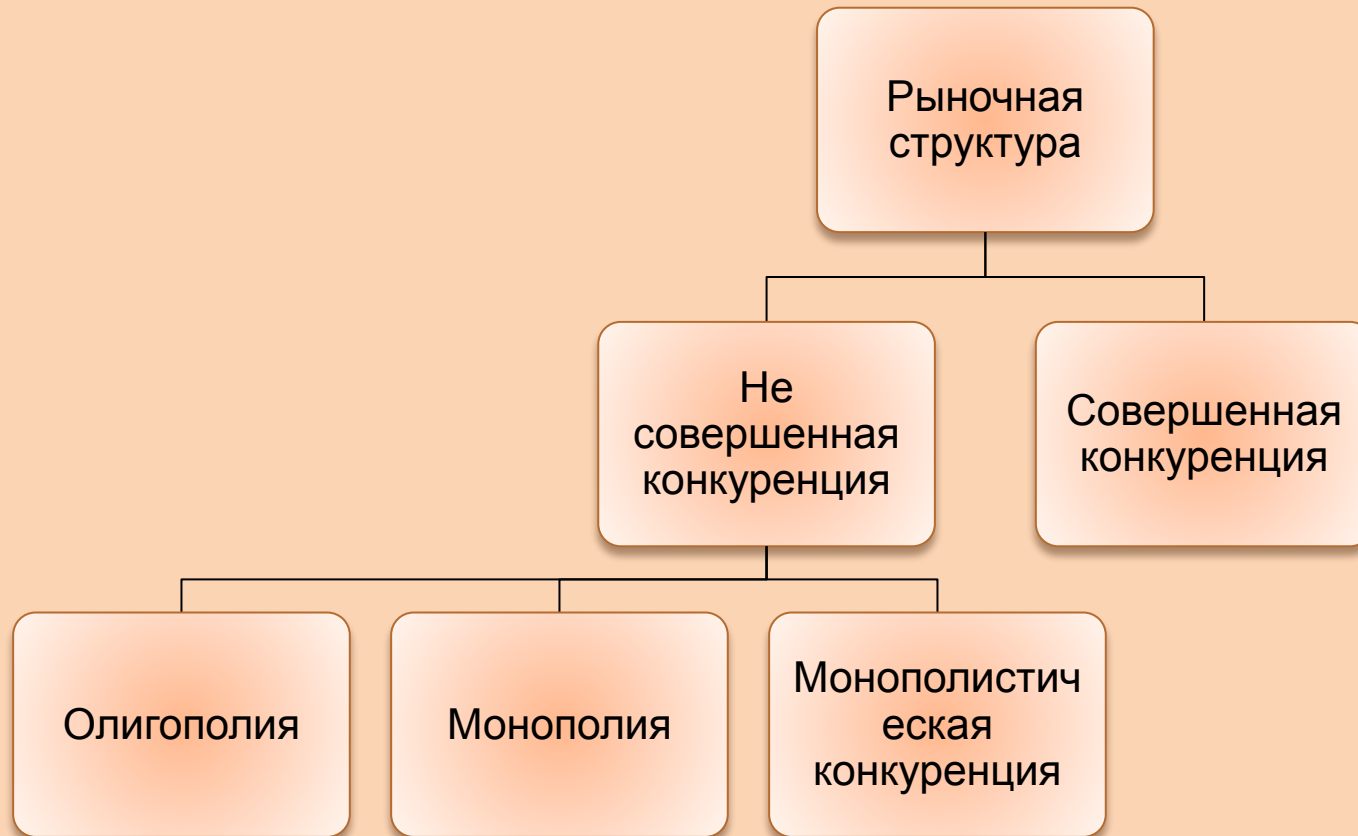 Рыночная
структура
Не
совершенная
конкуренция
Совершенная
конкуренция
Олигополия
Монополия
Монополистич
еская
конкуренция